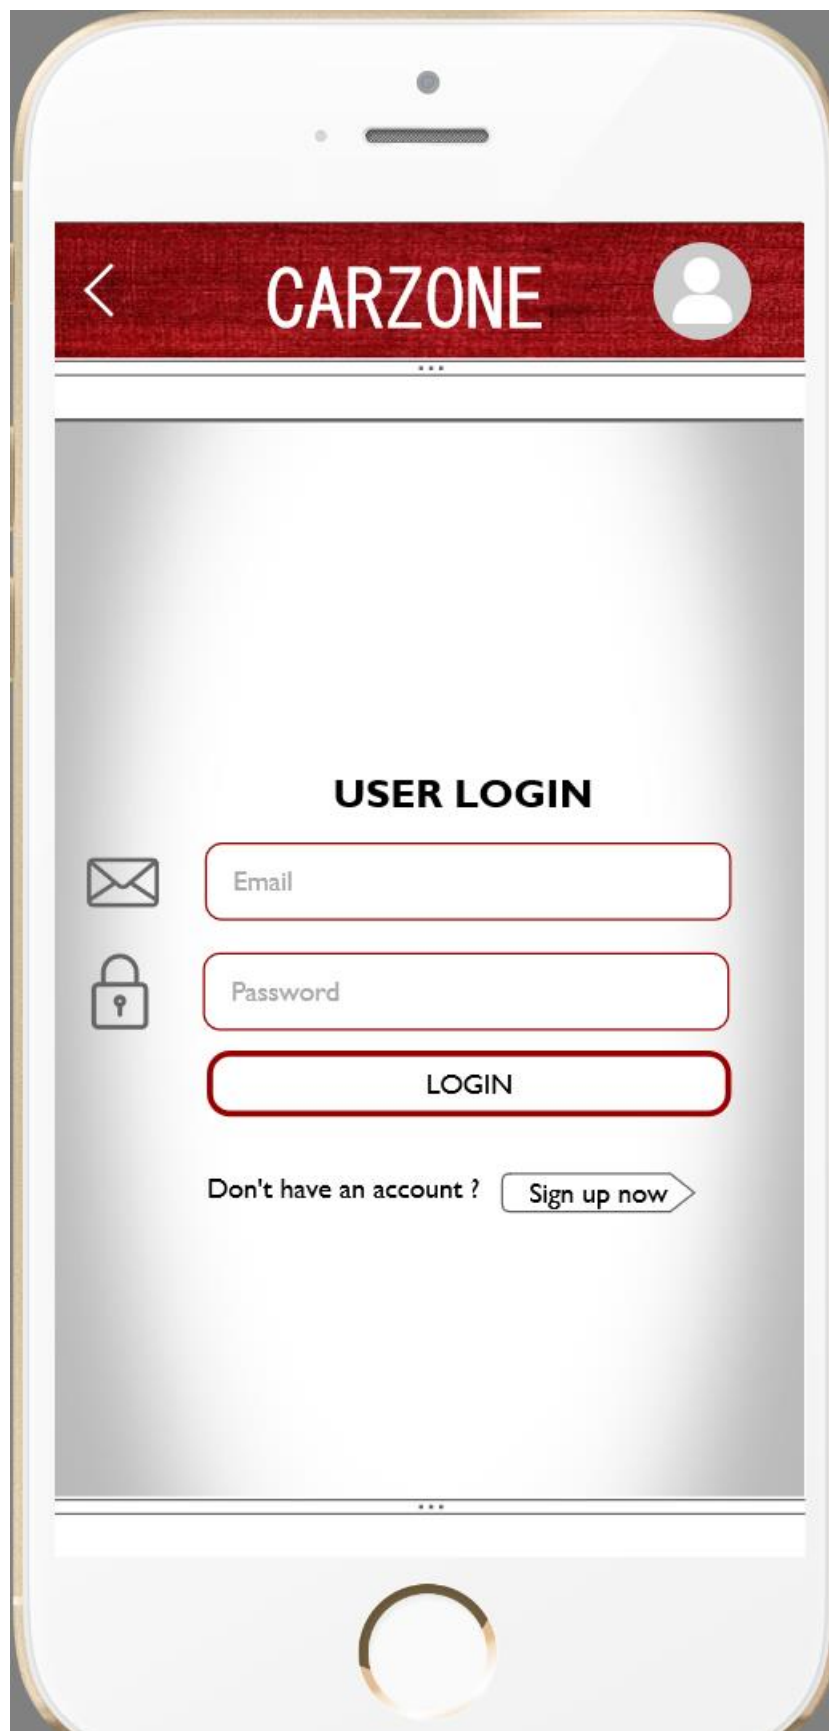 CARZONE
USER LOGIN
Email
Password
LOGIN
Don't have an account ? Sign up now